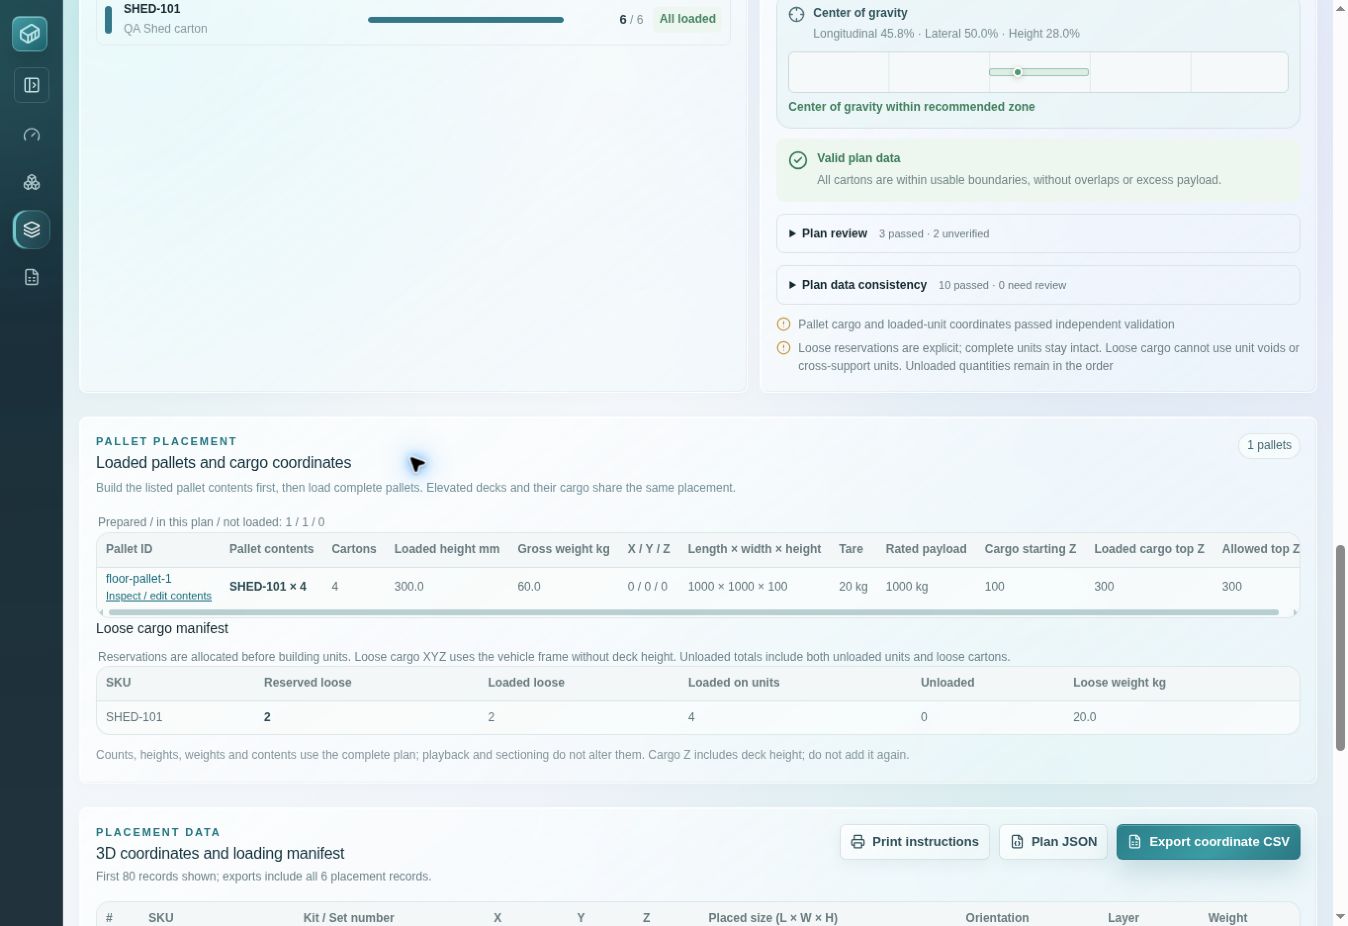 SHED-101
QA Shed carton
6 / 6
All loaded
Center of gravity
Longitudinal 45.8% · Lateral 50.0% · Height 28.0%
Center of gravity within recommended zone
Valid plan data
All cartons are within usable boundaries, without overlaps or excess payload.
Plan review 3 passed · 2 unverified
Plan data consistency 10 passed · 0 need review
Pallet cargo and loaded-unit coordinates passed independent validation
Loose reservations are explicit; complete units stay intact. Loose cargo cannot use unit voids or
cross-support units. Unloaded quantities remain in the order
PALLET PLACEMENT
1 pallets
Loaded pallets and cargo coordinates
Build the listed pallet contents first, then load complete pallets. Elevated decks and their cargo share the same placement.
Prepared / in this plan / not loaded: 1 / 1 / 0
Pallet ID Pallet contents Cartons Loaded height mm Gross weight kg X / Y / Z Length × width × height Tare Rated payload Cargo starting Z Loaded cargo top Z Allowed top Z
floor-pallet-1 SHED-101 × 4 4 300.0 60.0 0 / 0 / 0 1000 × 1000 × 100 20 kg 1000 kg 100 300 300
Inspect / edit contents
Loose cargo manifest
Reservations are allocated before building units. Loose cargo XYZ uses the vehicle frame without deck height. Unloaded totals include both unloaded units and loose cartons.
SKU Reserved loose Loaded loose Loaded on units Unloaded Loose weight kg
SHED-101 2 2 4 0 20.0
Counts, heights, weights and contents use the complete plan; playback and sectioning do not alter them. Cargo Z includes deck height; do not add it again.
PLACEMENT DATA
3D coordinates and loading manifest
First 80 records shown; exports include all 6 placement records.
Print instructions
Plan JSON
Export coordinate CSV
# SKU Kit / Set number X Y Z Placed size (L × W × H) Orientation Layer Weight